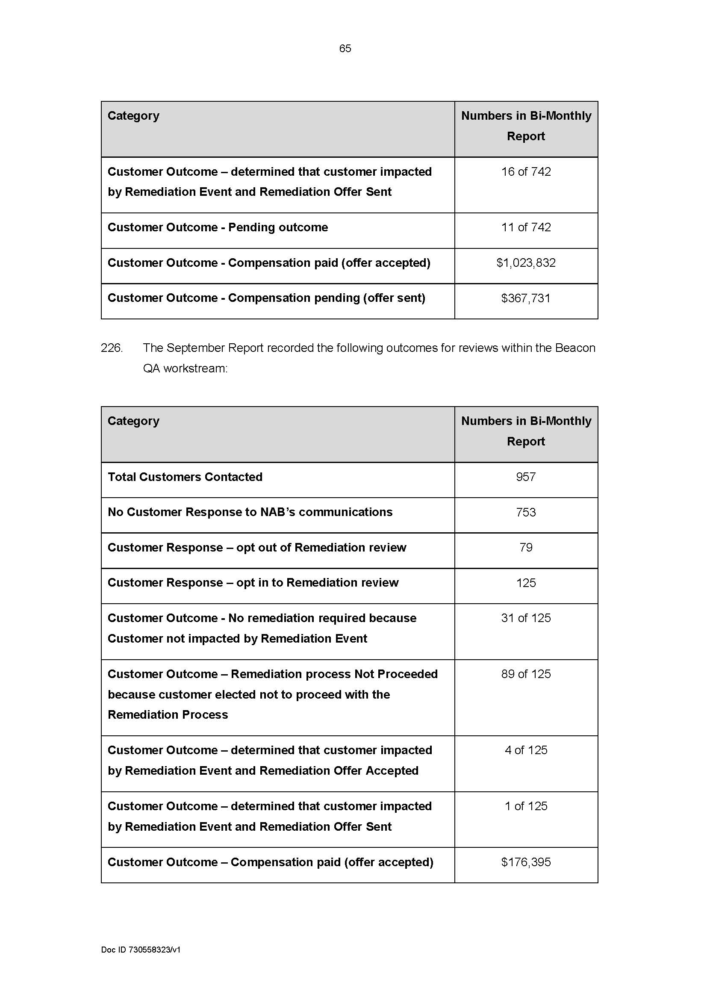 65
Category
Numbers in Bi-Monthly
Report
Customer Outcome – determined that customer impacted
by Remediation Event and Remediation Offer Sent
16 of 742
Customer Outcome - Pending outcome
11 of 742
Customer Outcome - Compensation paid (offer accepted)
$1,023,832
Customer Outcome - Compensation pending (offer sent)
$367,731
226. The September Report recorded the following outcomes for reviews within the Beacon
QA workstream:
Category
Numbers in Bi-Monthly
Report
Total Customers Contacted
957
No Customer Response to NAB’s communications
753
Customer Response – opt out of Remediation review
79
Customer Response – opt in to Remediation review
125
Customer Outcome - No remediation required because
Customer not impacted by Remediation Event
31 of 125
Customer Outcome – Remediation process Not Proceeded
because customer elected not to proceed with the
Remediation Process
89 of 125
Customer Outcome – determined that customer impacted
by Remediation Event and Remediation Offer Accepted
4 of 125
Customer Outcome – determined that customer impacted
by Remediation Event and Remediation Offer Sent
1 of 125
Customer Outcome – Compensation paid (offer accepted)
$176,395
Doc ID 730558323/v1